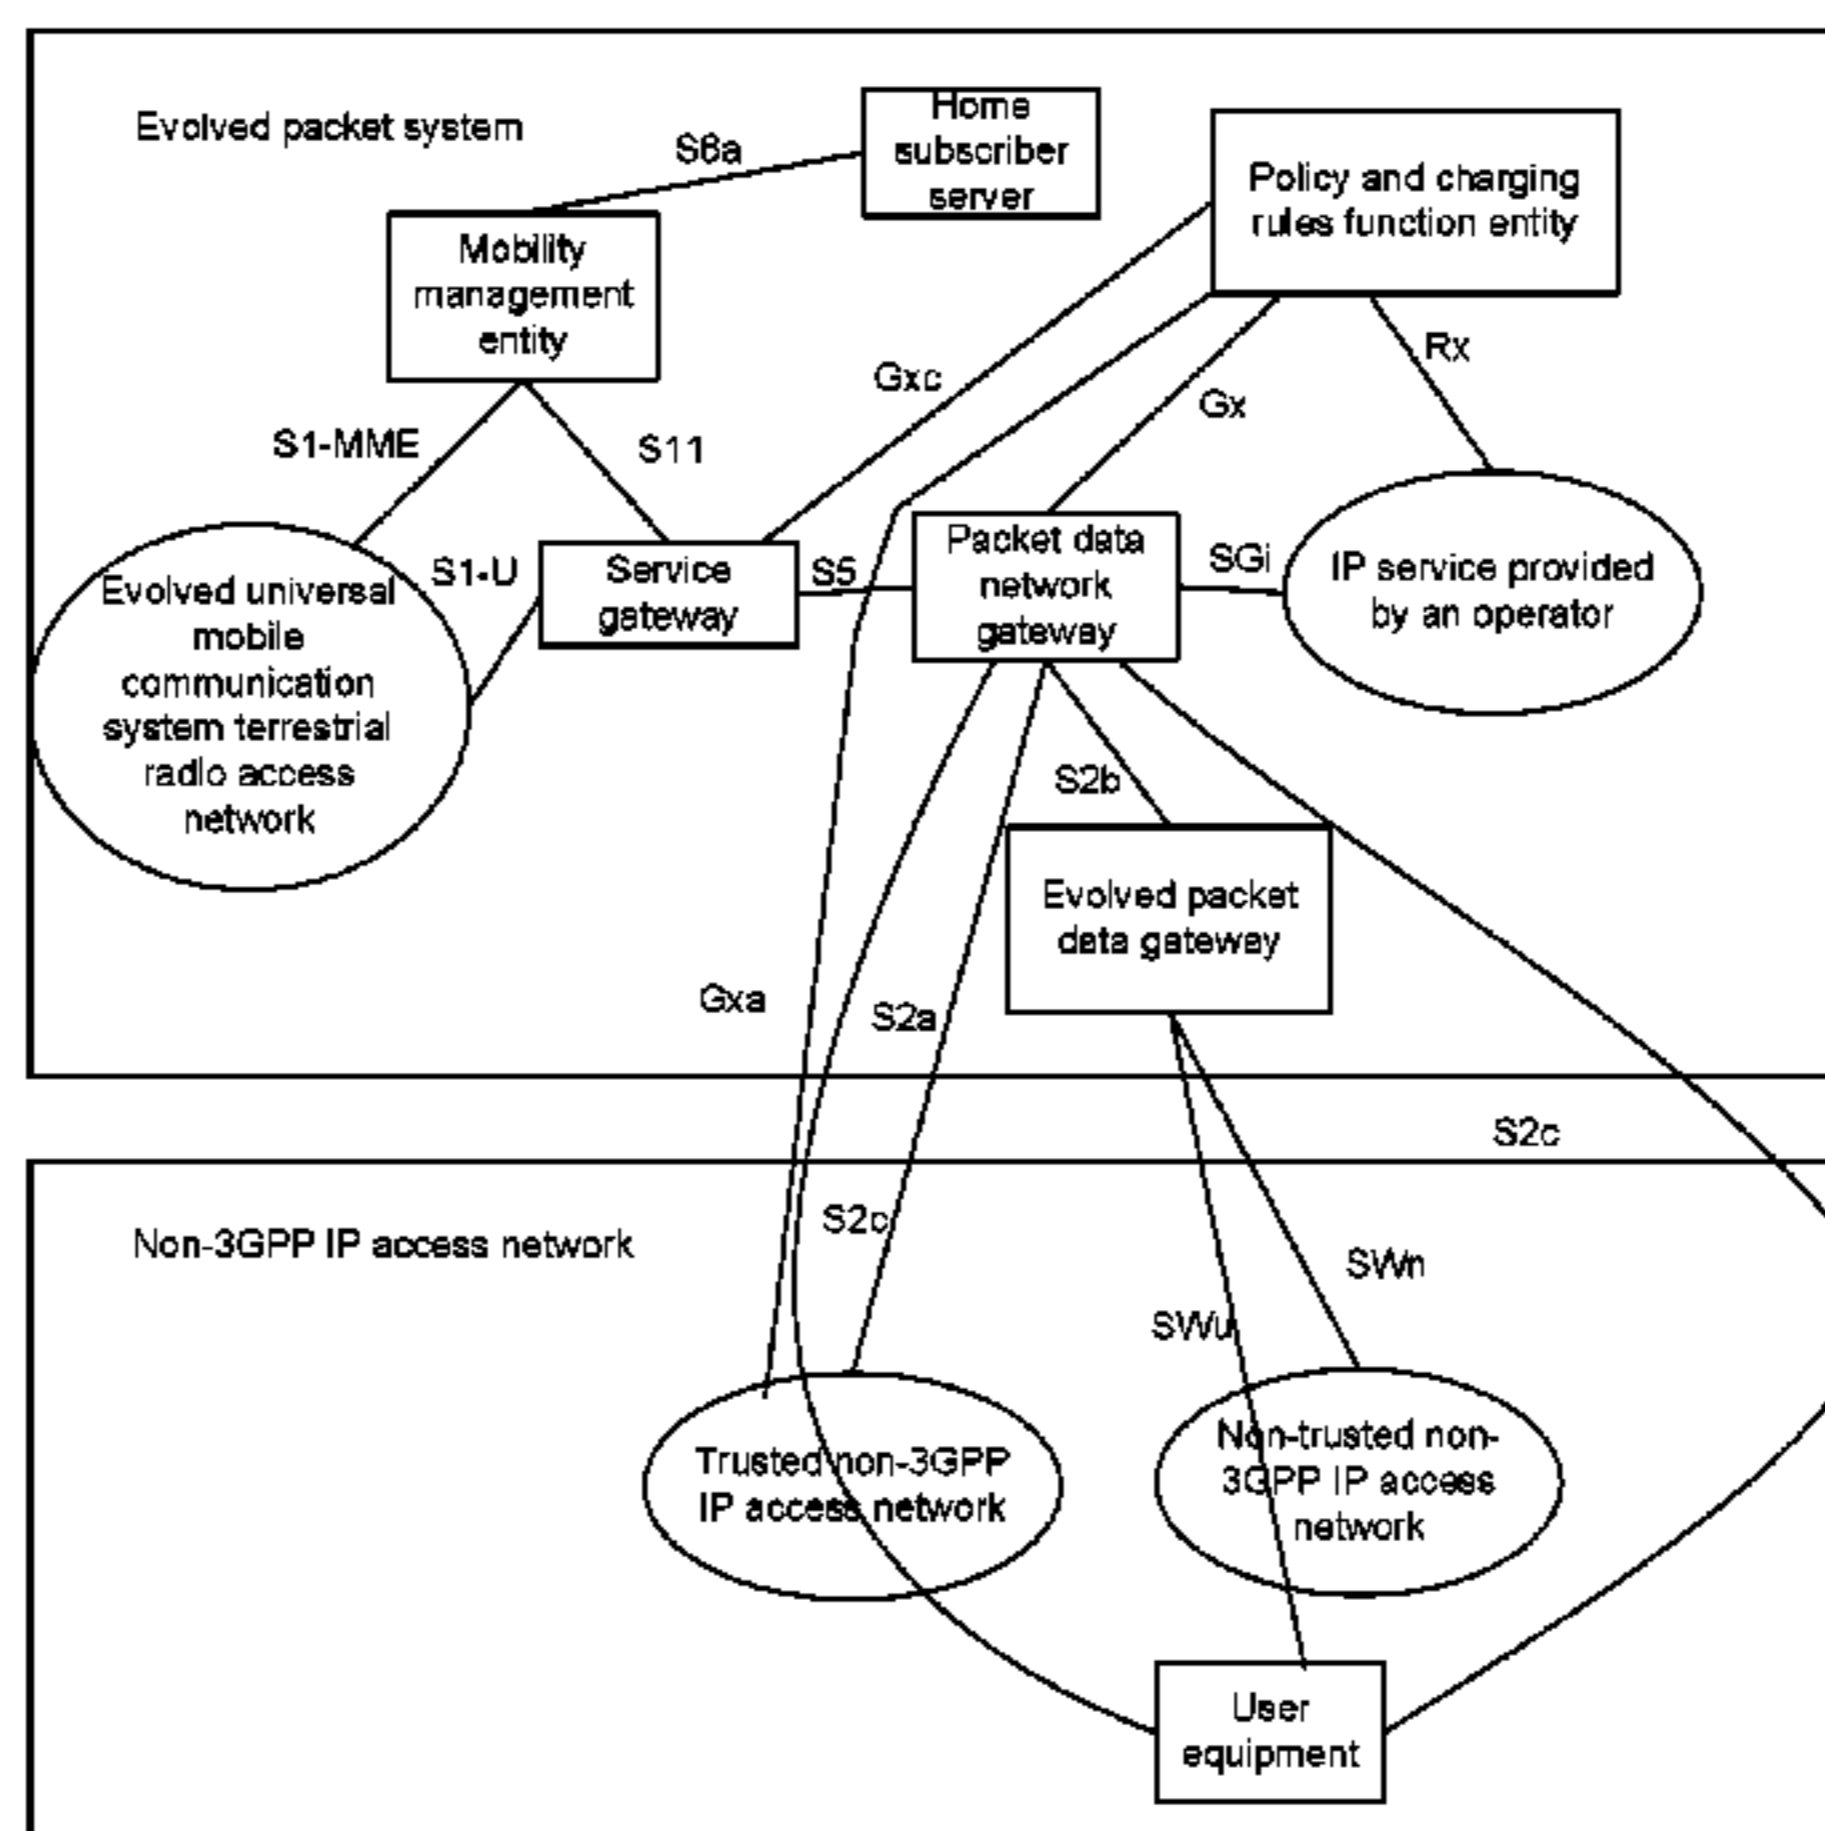 Evolved packet system
S6a
Home
subscriber
server
Policy and charging
rules function entity
Mobility
management
entity
Gxc
Gx
Rx
S1-MME
S11
S1-U
Evolved universal
mobile
communication
system terrestrial
radio access
network
Service
gateway
S5
Packet data
network
gateway
SGi
IP service provided
by an operator
S2b
Evolved packet
data gateway
Gxa
S2a
S2c
Non-3GPP IP access network
S2c
SWn
SWu
Trusted non-3GPP
IP access network
Non-trusted non-
3GPP IP access
network
User
equipment